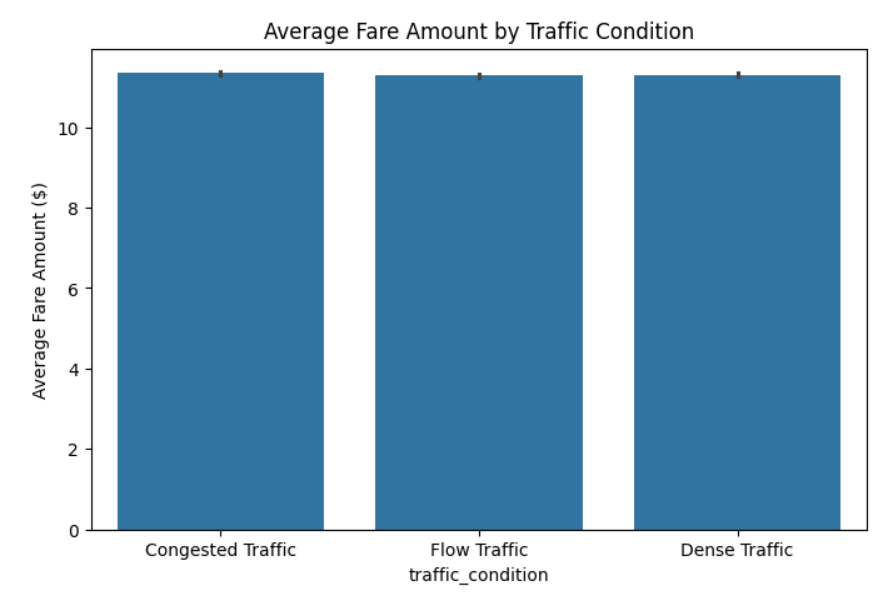 Average Fare Amount by Traffic Condition
Average Fare Amount ($)
10
8
6
4
2
0
Congested Traffic
Flow Traffic
Dense Traffic
traffic_condition